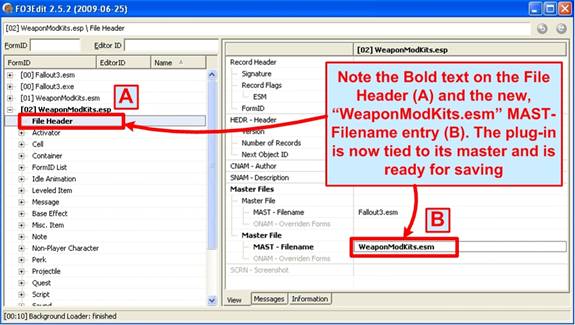 FO3Edit 2.5.2 (2009-06-25)
[02] WeaponModKits.esp \ File Header
FormID
Editor ID
FormID EditorID Name
[00] Fallout3.esm
[00] Fallout3.exe
[01] WeaponModKits.esm
[02] WeaponModKits.esp
File Header
Activator
Cell
Container
FormID List
Idle Animation
Leveled Item
Message
Base Effect
Misc. Item
Note
Non-Player Character
Perk
Projectile
Quest
Script
Sound
A
[02] WeaponModKits.esp
Record Header
Signature
Record Flags
ESM
FormID
HEDR - Header
Version
Number of Records
Next Object ID
CNAM - Author
SNAM - Description
Master Files
Master File
MAST - Filename Fallout3.esm
ONAM - Overriden Forms
Master File
MAST - Filename WeaponModKits.esm
ONAM - Overriden Forms
SCRN - Screenshot
Note the Bold text on the File
Header (A) and the new,
“WeaponModKits.esm” MAST-
Filename entry (B). The plug-in
is now tied to its master and is
ready for saving
B
View Messages Information
[00:10] Background Loader: finished